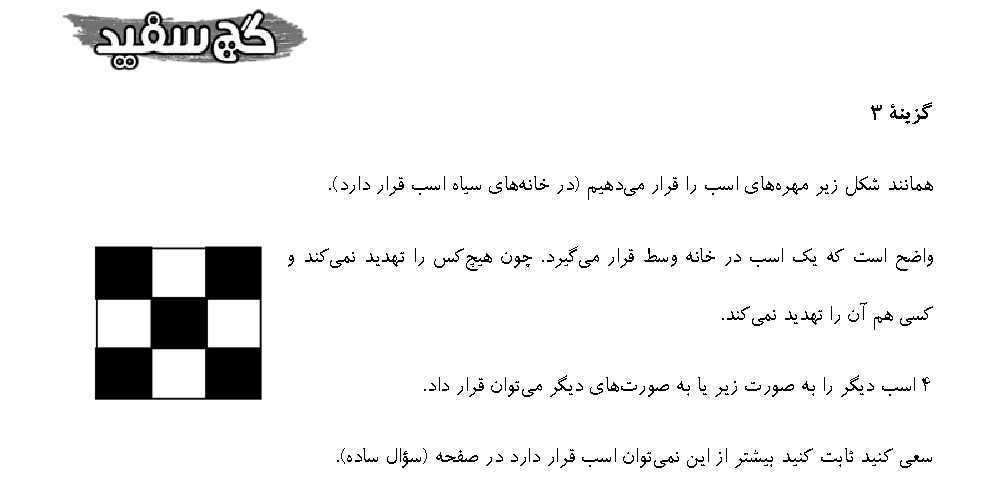 گچ سفید
گزینهٔ ۳
همانند شکل زیر مهره‌های اسب را قرار می‌دهیم (در خانه‌های سیاه اسب قرار دارد).
واضح است که یک اسب در خانه وسط قرار می‌گیرد. چون هیچ‌کس را تهدید نمی‌کند و
کسی هم آن را تهدید نمی‌کند.
۴ اسب دیگر را به صورت زیر یا به صورت‌های دیگر می‌توان قرار داد.
سعی کنید ثابت کنید بیشتر از این نمی‌توان اسب قرار دارد در صفحه (سؤال ساده).